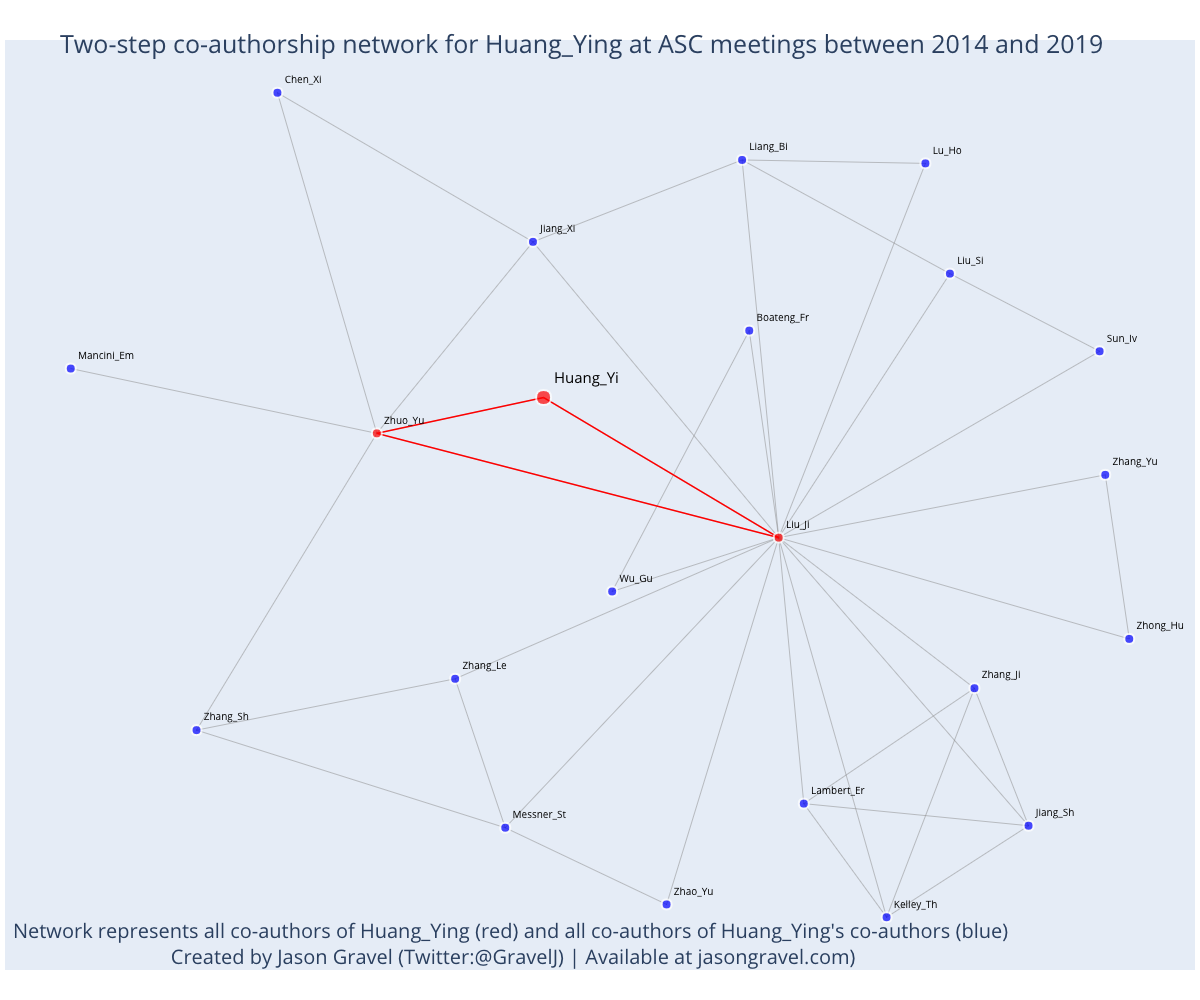 Two-step co-authorship network for Huang_Ying at ASC meetings between 2014 and 2019
Chen_Xi
Liang_Bi
Lu_Ho
Jiang_Xi
Liu_Si
Boateng_Fr
Sun_Iv
Mancini_Em
Huang_Yi
Zhuo_Yu
Zhang_Yu
Liu_Ji
Wu_Gu
Zhong_Hu
Zhang_Le
Zhang_Ji
Zhang_Sh
Lambert_Er
Messner_St
Jiang_Sh
Zhao_Yu
Kelley_Th
Network represents all co-authors of Huang_Ying (red) and all co-authors of Huang_Ying's co-authors (blue)
Created by Jason Gravel (Twitter:@GravelJ) | Available at jasongravel.com)